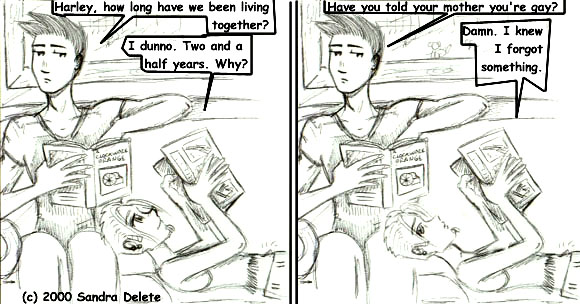 Harley, how long have we been living
together?
I dunno. Two and a
half years. Why?
CLOCKWORK
ORANGE
(c) 2000 Sandra Delete
Have you told your mother you're gay?
Damn. I knew
I forgot
something.